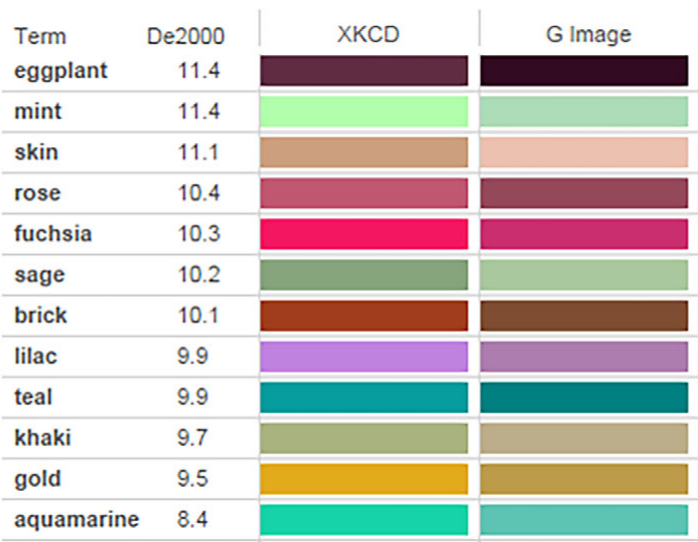 Term De2000 XKCD G Image
eggplant 11.4
mint 11.4
skin 11.1
rose 10.4
fuchsia 10.3
sage 10.2
brick 10.1
lilac 9.9
teal 9.9
khaki 9.7
gold 9.5
aquamarine 8.4